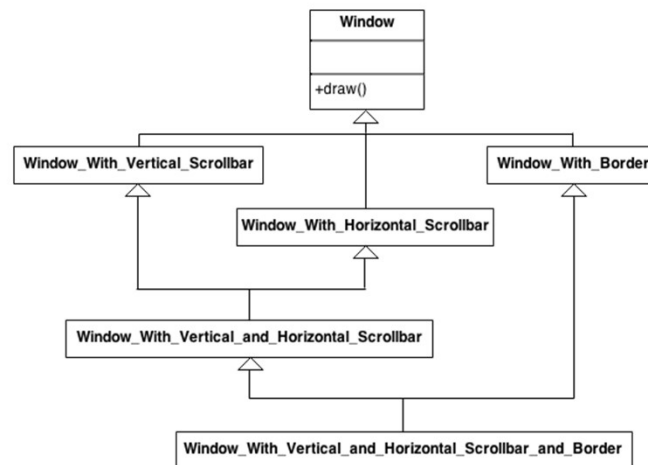 Window
+draw()
Window_With_Vertical_Scrollbar
Window_With_Border
Window_With_Horizontal_Scrollbar
Window_With_Vertical_and_Horizontal_Scrollbar
Window_With_Vertical_and_Horizontal_Scrollbar_and_Border